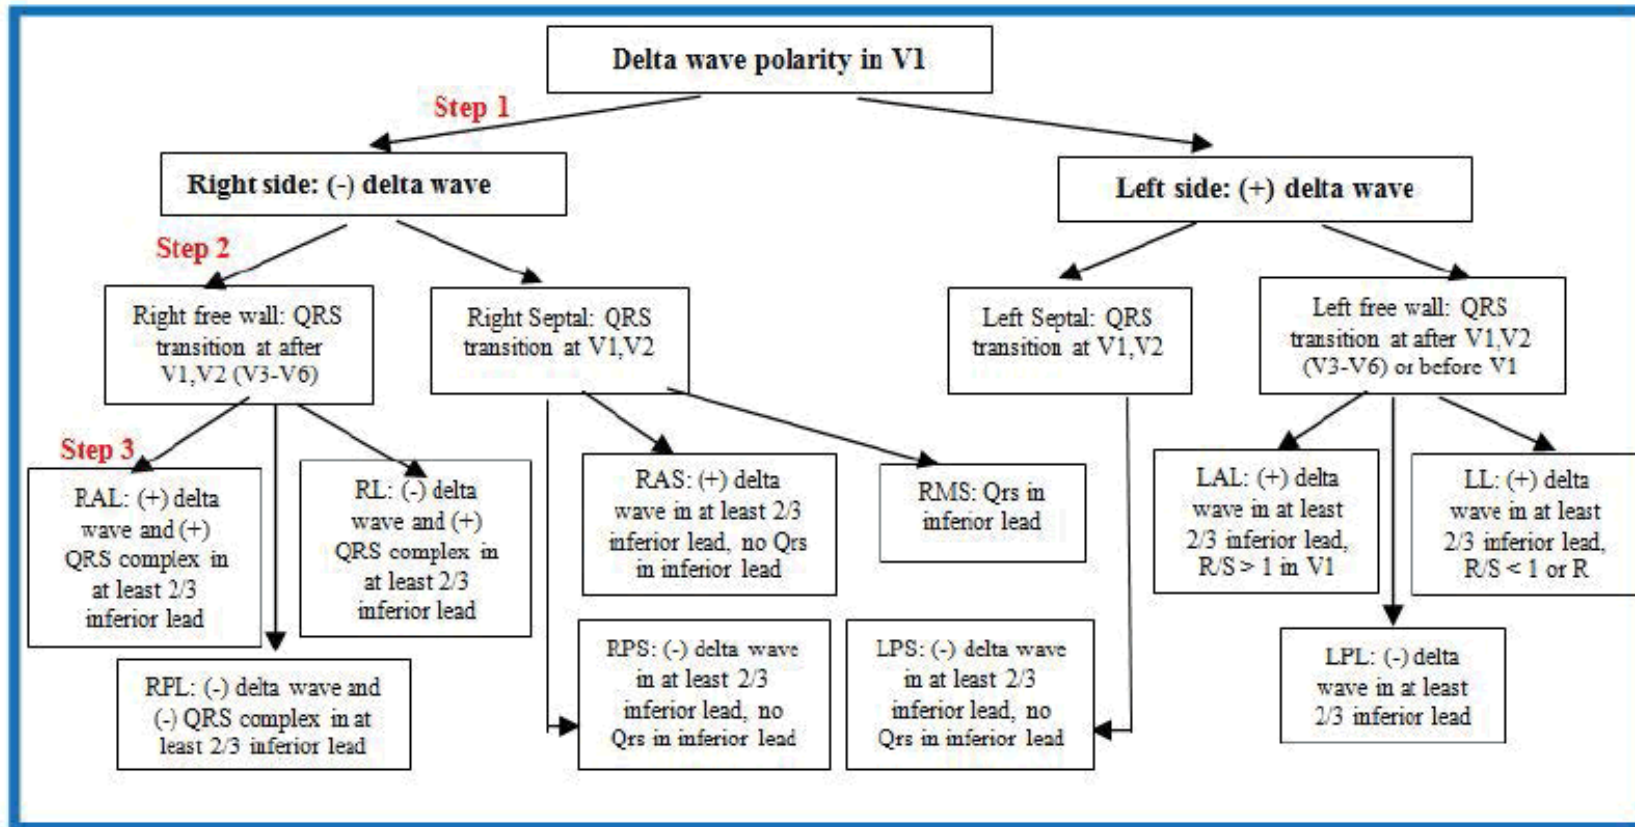 Delta wave polarity in V1
Step 1
Right side: (-) delta wave
Left side: (+) delta wave
Step 2
Right free wall: QRS
transition at after
V1,V2 (V3-V6)
Right Septal: QRS
transition at V1,V2
Left Septal: QRS
transition at V1,V2
Left free wall: QRS
transition at after V1,V2
(V3-V6) or before V1
Step 3
RAL: (+) delta
wave and (+)
QRS complex in
at least 2/3
inferior lead
RL: (-) delta
wave and (+)
QRS complex in
at least 2/3
inferior lead
RAS: (+) delta
wave in at least 2/3
inferior lead, no Qrs
in inferior lead
RMS: Qrs in
inferior lead
LAL: (+) delta
wave in at least
2/3 inferior lead,
R/S > 1 in V1
LL: (+) delta
wave in at least
2/3 inferior lead,
R/S < 1 or R
RPL: (-) delta wave and
(-) QRS complex in at
least 2/3 inferior lead
RPS: (-) delta wave
in at least 2/3
inferior lead, no
Qrs in inferior lead
LPS: (-) delta wave
in at least 2/3
inferior lead, no
Qrs in inferior lead
LPL: (-) delta
wave in at least
2/3 inferior lead